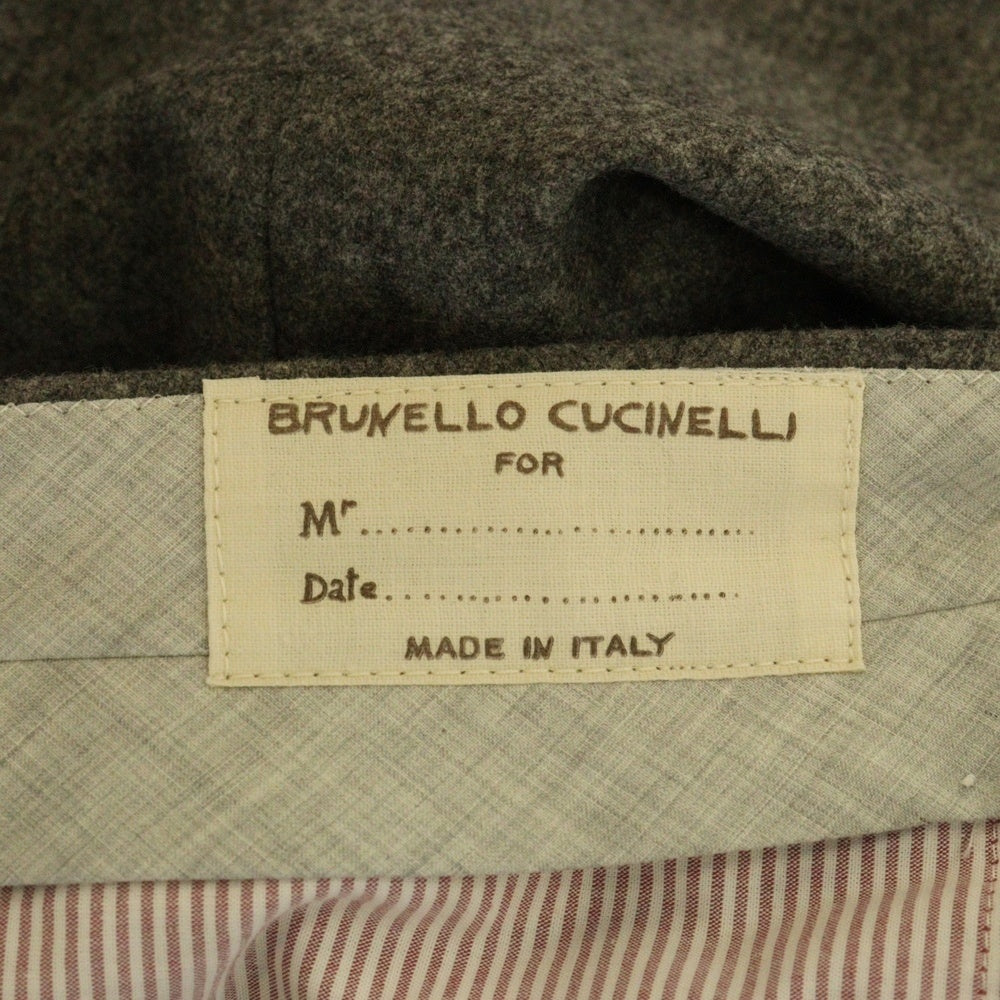 BRUNELLO CUCINELLI
FOR
Mr..............................
Date..............................
MADE IN ITALY